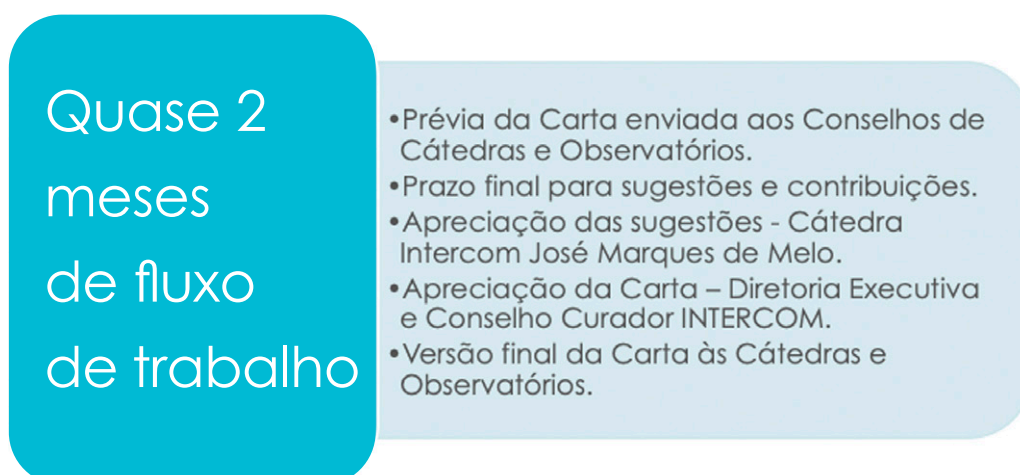 Quase 2
meses
de fluxo
de trabalho
•Prévia da Carta enviada aos Conselhos de
Cátedras e Observatórios.
•Prazo final para sugestões e contribuições.
•Apreciação das sugestões - Cátedra
Intercom José Marques de Melo.
•Apreciação da Carta – Diretoria Executiva
e Conselho Curador INTERCOM.
•Versão final da Carta às Cátedras e
Observatórios.